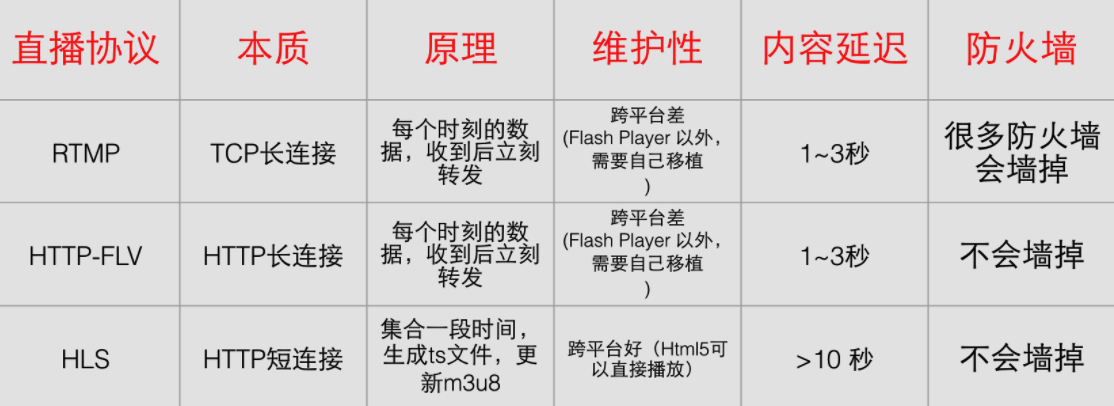 直播协议
本质
原理
维护性
内容延迟
防火墙
RTMP
TCP长连接
每个时刻的数
据，收到后立刻
转发
跨平台差
(Flash Player 以外，
需要自己移植
)
1~3秒
很多防火墙
会墙掉
HTTP-FLV
HTTP长连接
每个时刻的数
据，收到后立刻
转发
跨平台差
(Flash Player 以外，
需要自己移植
)
1~3秒
不会墙掉
HLS
HTTP短连接
集合一段时间，
生成ts文件，更
新m3u8
跨平台好（Html5可
以直接播放）
>10 秒
不会墙掉